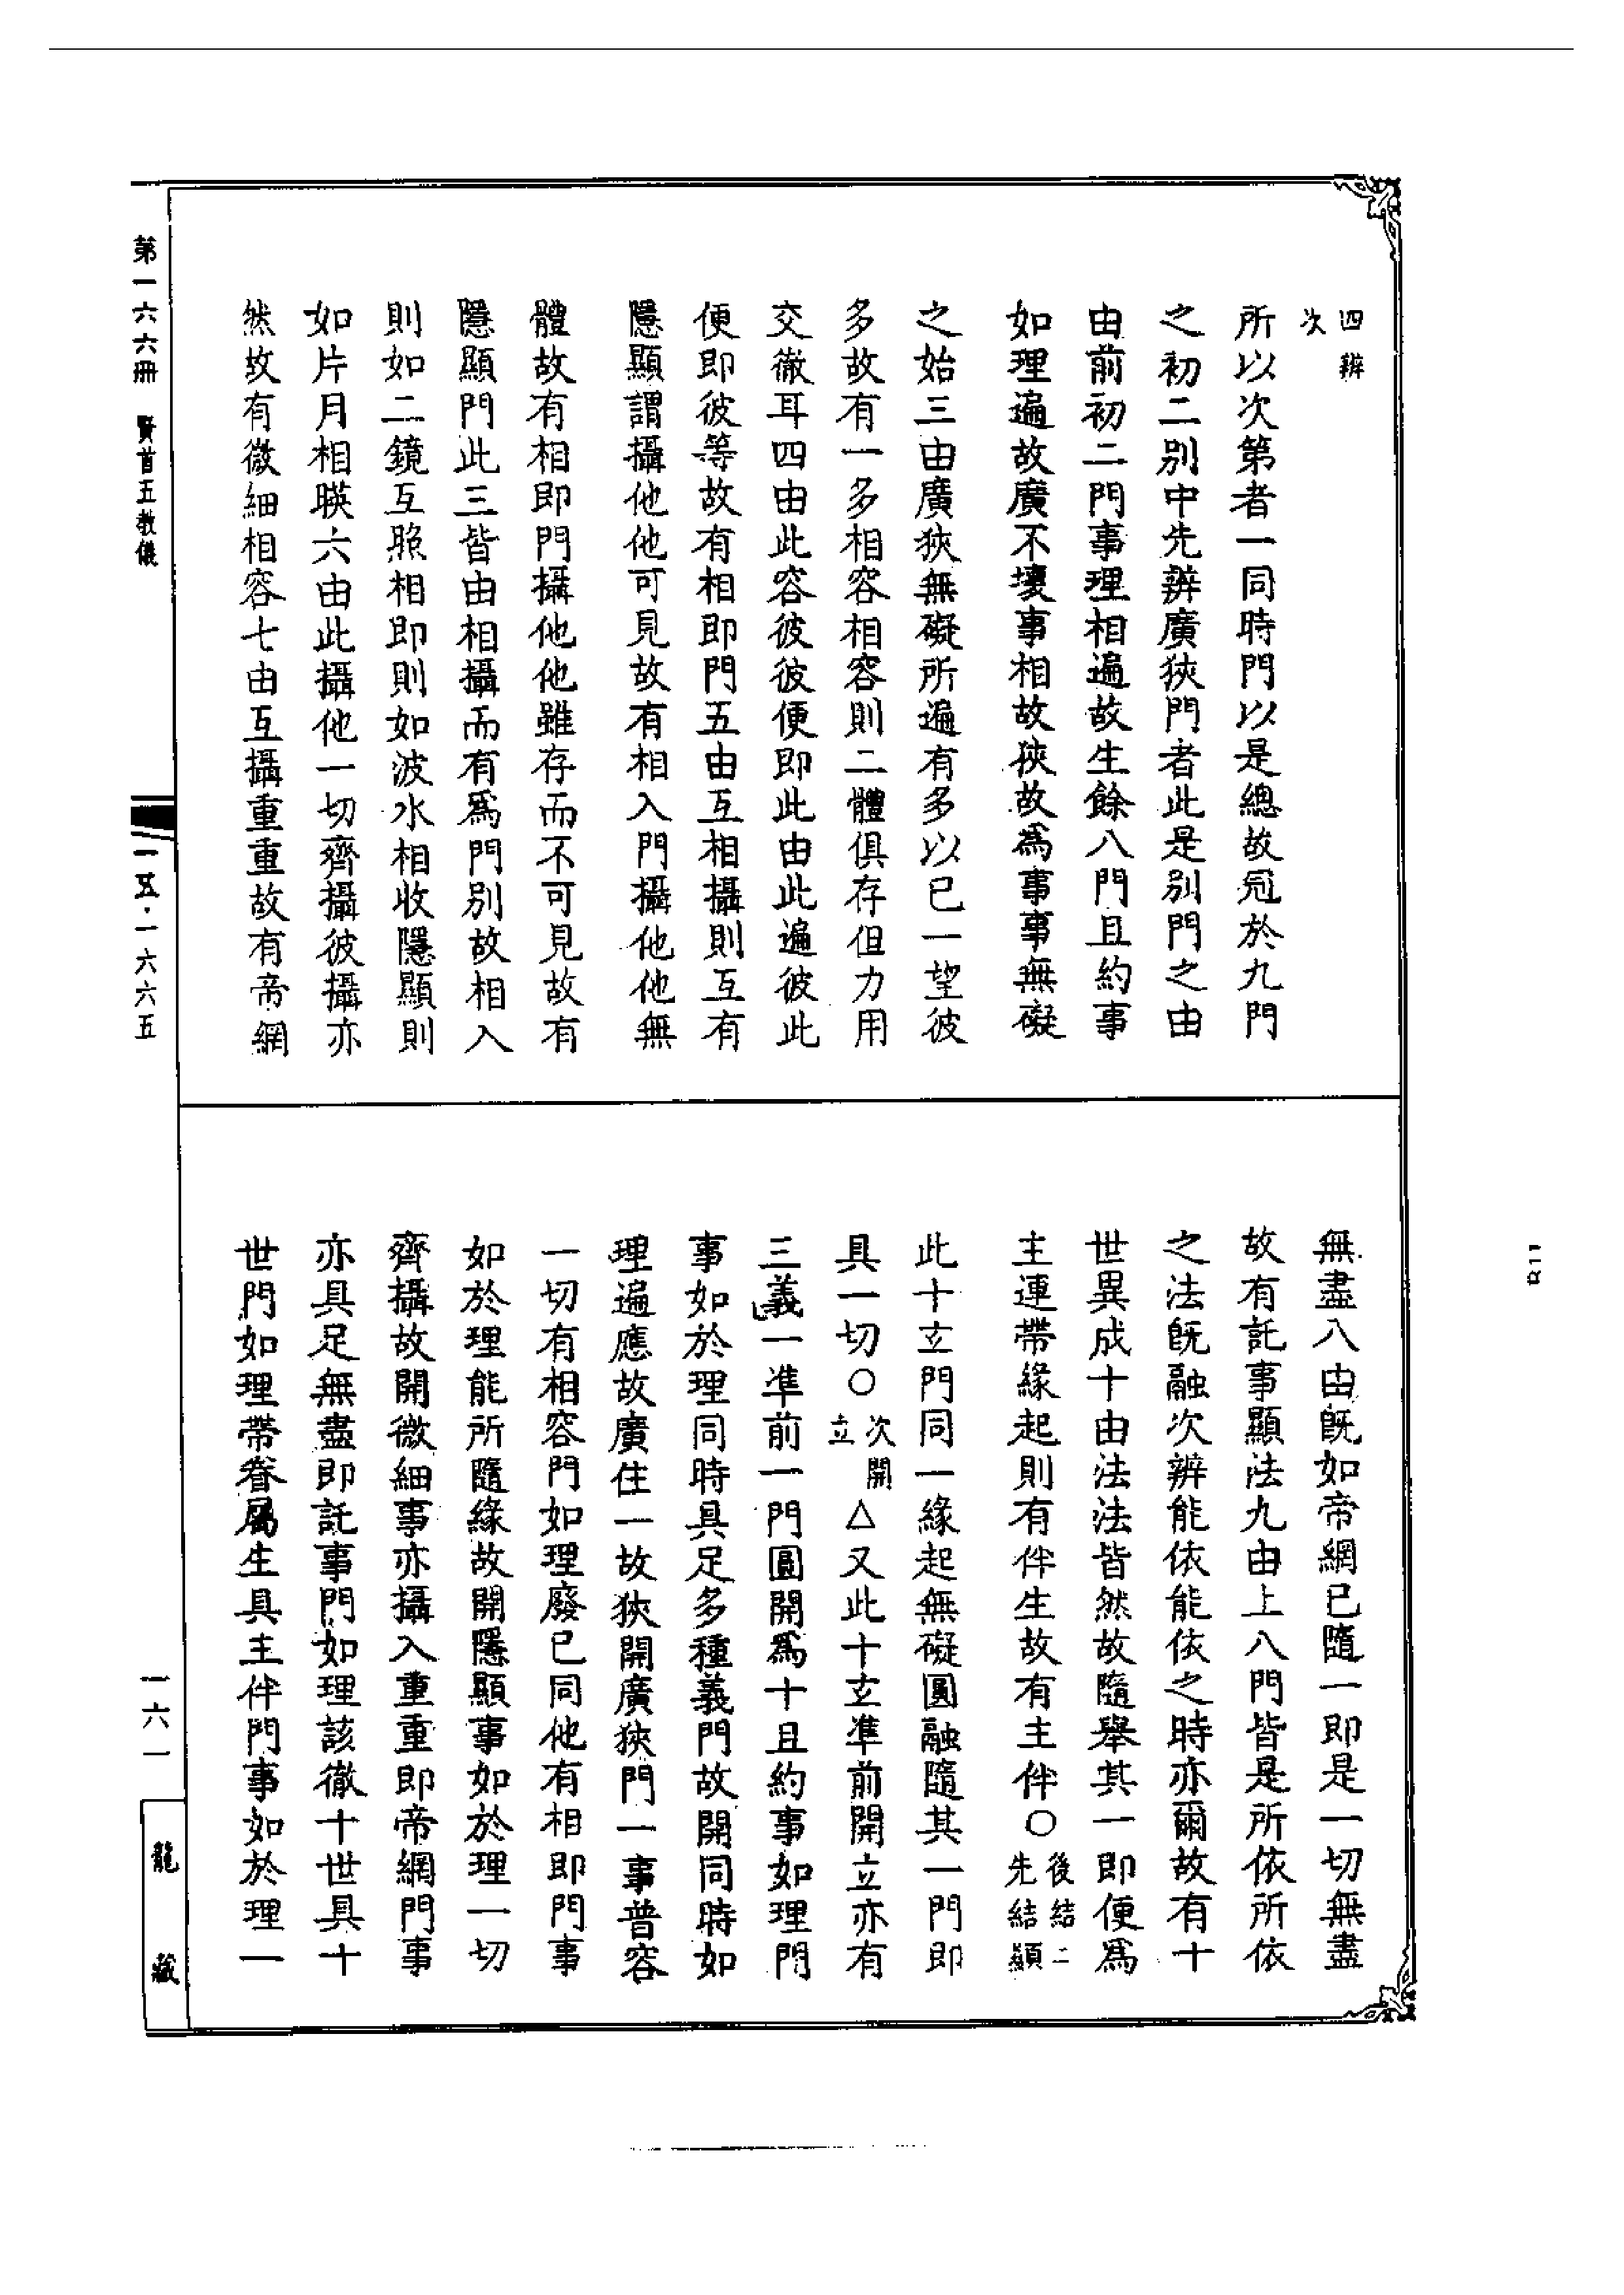 四辨
次
所以次第者一同時門以是總故冠於九門
之初二別中先辨廣狹門者此是別門之由
由前初二門事理相遍故生餘八門且約事
如理遍故廣不壞事相故狹故為事事無礙
之始三由廣狹無礙所遍有多以已一望彼
多故有一多相容相容則二體俱存但力用
交徹耳四由此容彼彼便即此由此遍彼此
便即彼等故有相即門五由互相攝則互有
隱顯謂攝他他可見故有相入門攝他他無
體故有相即門攝他他雖存而不可見故有
隱顯門此三皆由相攝而有為門別故相入
則如二鏡互照相即則如波水相收隱顯則
如片月相暎六由此攝他一切齊攝彼攝亦
然故有微細相容七由互攝重重故有帝網
無盡八由旣如帝網已隨一即是一切無盡
故有託事顯法九由上八門皆是所依所依
之法旣融次辨能依能依之時亦爾故有十
世異成十由法法皆然故隨舉其一即便為
主連帶緣起則有伴生故有主伴○後結二先結顯
此十玄門同一緣起無礙圓融隨其一門即
具一切○次開立△又此十玄準前開立亦有
三義一準前一門圓開為十且約事如理門
事如於理同時具足多種義門故開同時如
理遍應故廣住一故狹開廣狹門一事普容
一切有相容門如理廢已同他有相即門事
如於理能所隨緣故開隱顯事如於理一切
齊攝故開微細事亦攝入重重即帝網門事
亦具足無盡即託事門如理該徹十世具十
世門如理帶眷屬生具主伴門事如於理一
第一六六冊 賢首五教儀
一五·一六六五
一六一
龍藏